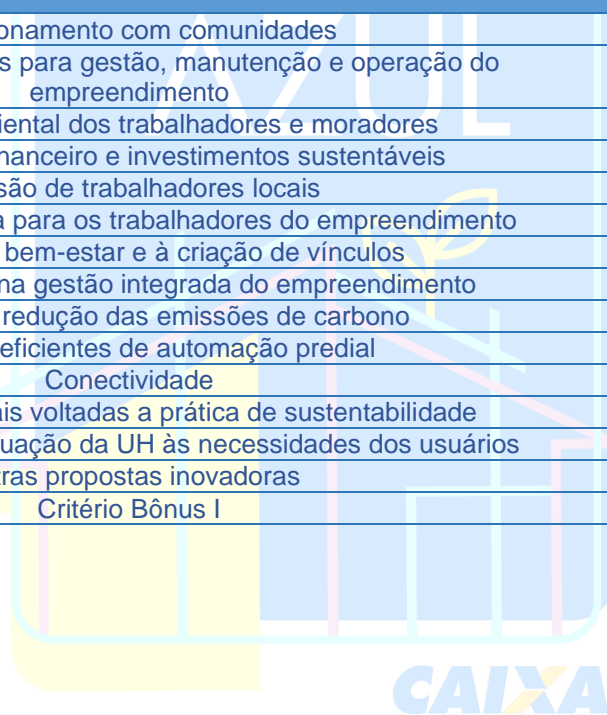 onamento com comunidades
s para gestão, manutenção e operação do
empreendimento
iental dos trabalhadores e moradores
nanceiro e investimentos sustentáveis
são de trabalhadores locais
a para os trabalhadores do empreendimento
bem-estar e à criação de vínculos
na gestão integrada do empreendimento
redução das emissões de carbono
eficientes de automação predial
Conectividade
ais voltadas a prática de sustentabilidade
uação da UH às necessidades dos usuários
tras propostas inovadoras
Critério Bônus I
AZUL
CAIXA